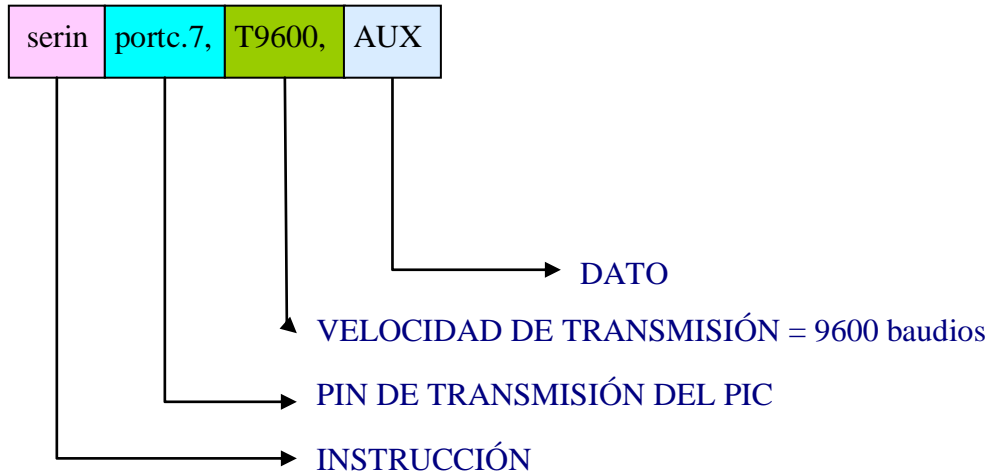 serin portc.7, T9600, AUX
DATO
VELOCIDAD DE TRANSMISIÓN = 9600 baudios
PIN DE TRANSMISIÓN DEL PIC
INSTRUCCIÓN